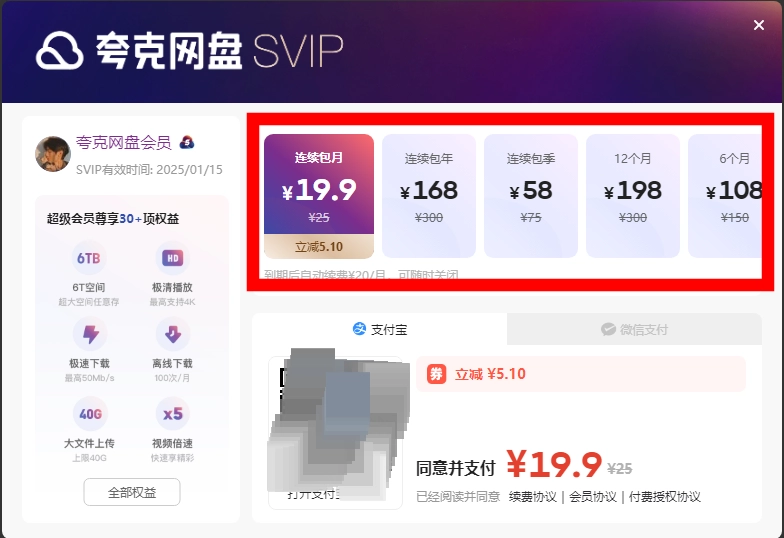 夸克网盘 SVIP
夸克网盘会员
SVIP有效时间: 2025/01/15
超级会员尊享30+项权益
6TB
6T空间
超大空间任意存
HD
极清播放
最高支持4K
极速下载
最高50Mb/s
离线下载
100次/月
40G
大文件上传
上限40G
x5
视频倍速
快速享精彩
全部权益
连续包月
¥19.9
¥25
立减5.10
连续包年
¥168
¥300
连续包季
¥58
¥75
12个月
¥198
¥300
6个月
¥108
¥150
到期后自动续费¥20/月，可随时关闭
支付宝
微信支付
券 立减 ¥5.10
打开支付宝
同意并支付 ¥19.9 ¥25
已经阅读并同意 续费协议 | 会员协议 | 付费授权协议